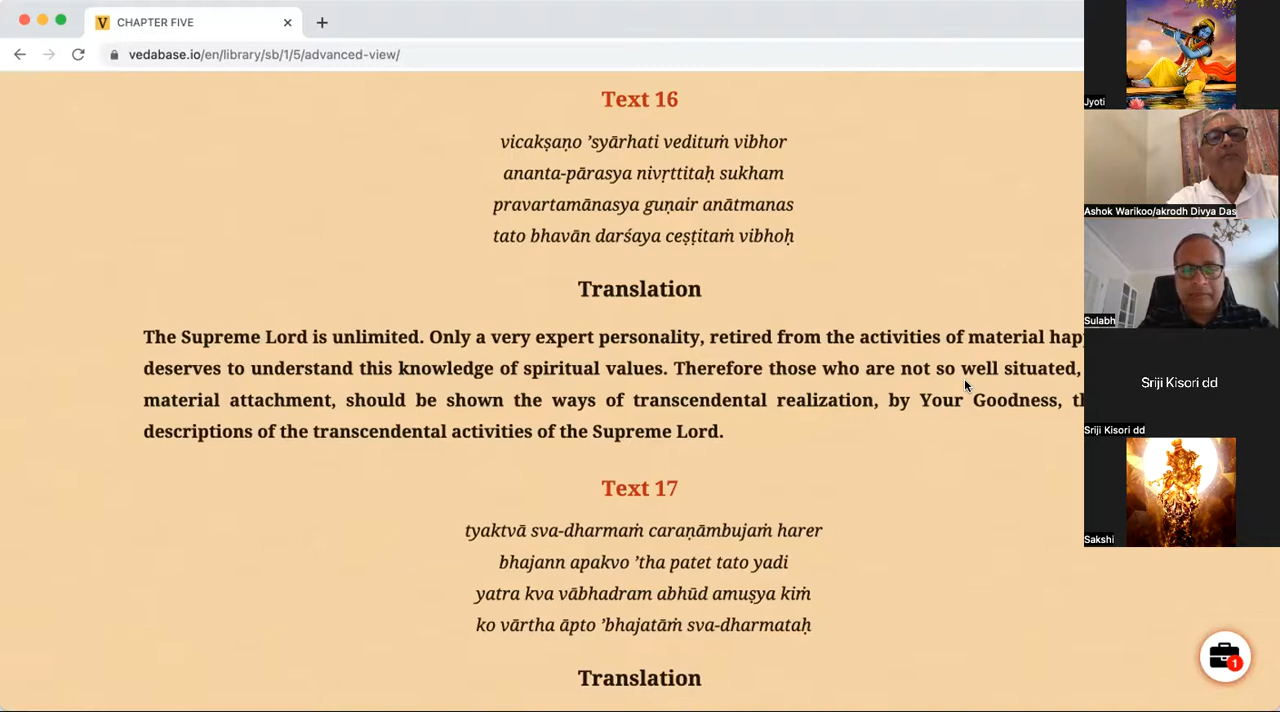 CHAPTER FIVE
vedabase.io/en/library/sb/1/5/advanced-view/
Text 16
vicakṣaṇo ’syārhati vedituṁ vibhor
ananta-pārasya nivṛttitaḥ sukham
pravartamānasya guṇair anātmanas
tato bhavān darśaya ceṣṭitaṁ vibhoḥ
Translation
The Supreme Lord is unlimited. Only a very expert personality, retired from the activities of material
deserves to understand this knowledge of spiritual values. Therefore those who are not so well situated,
material attachment, should be shown the ways of transcendental realization, by Your Goodness,
descriptions of the transcendental activities of the Supreme Lord.
Text 17
tyaktvā sva-dharmaṁ caraṇāmbujaṁ harer
bhajann apakvo ’tha patet tato yadi
yatra kva vābhadram abhūd amuṣya kiṁ
ko vārtha āpto ’bhajatāṁ sva-dharmataḥ
Translation
Jyoti
Ashok Warikoo/akrodh Divya Das
Sulabh
Sriji Kisori dd
Sriji Kisori dd
Sakshi
1